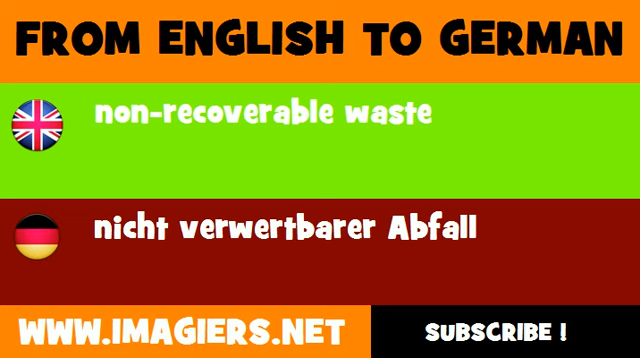 FROM ENGLISH TO GERMAN
non-recoverable waste
nicht verwertbarer Abfall
WWW.IMAGIERS.NET
SUBSCRIBE !